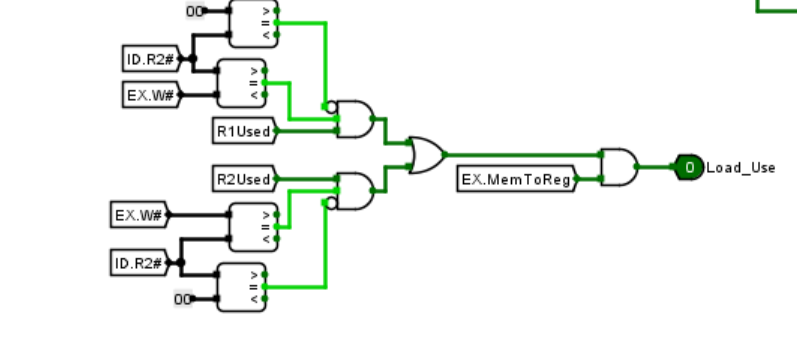 00
>
=
<
ID.R2#
>
=
<
EX.W#
R1Used
R2Used
EX.MemToReg
0
Load_Use
EX.W#
>
=
<
ID.R2#
>
=
<
00